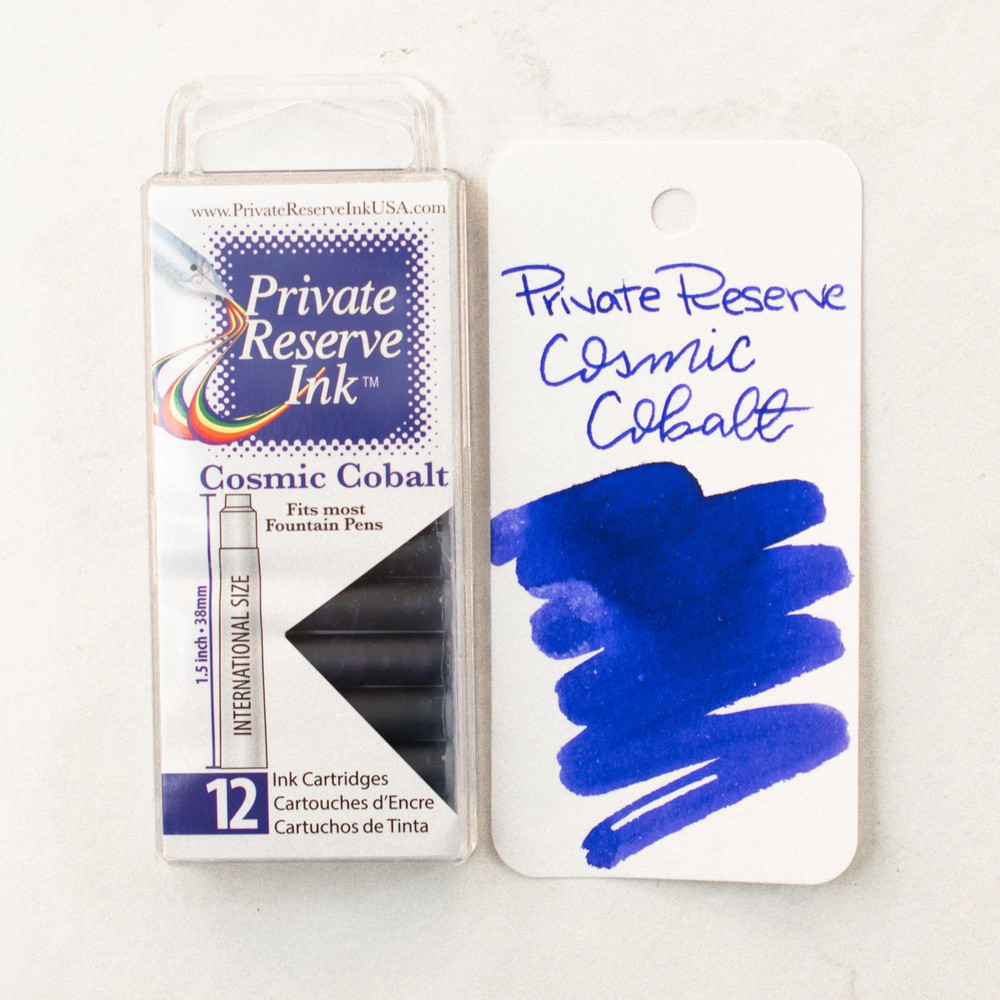 www.PrivateReserveInkUSA.com
Private
Reserve
Ink™
Cosmic Cobalt
Fits most
Fountain Pens
1.5 inch • 38mm
INTERNATIONAL SIZE
12
Ink Cartridges
Cartouches d'Encre
Cartuchos de Tinta
Private Reserve
Cosmic
Cobalt